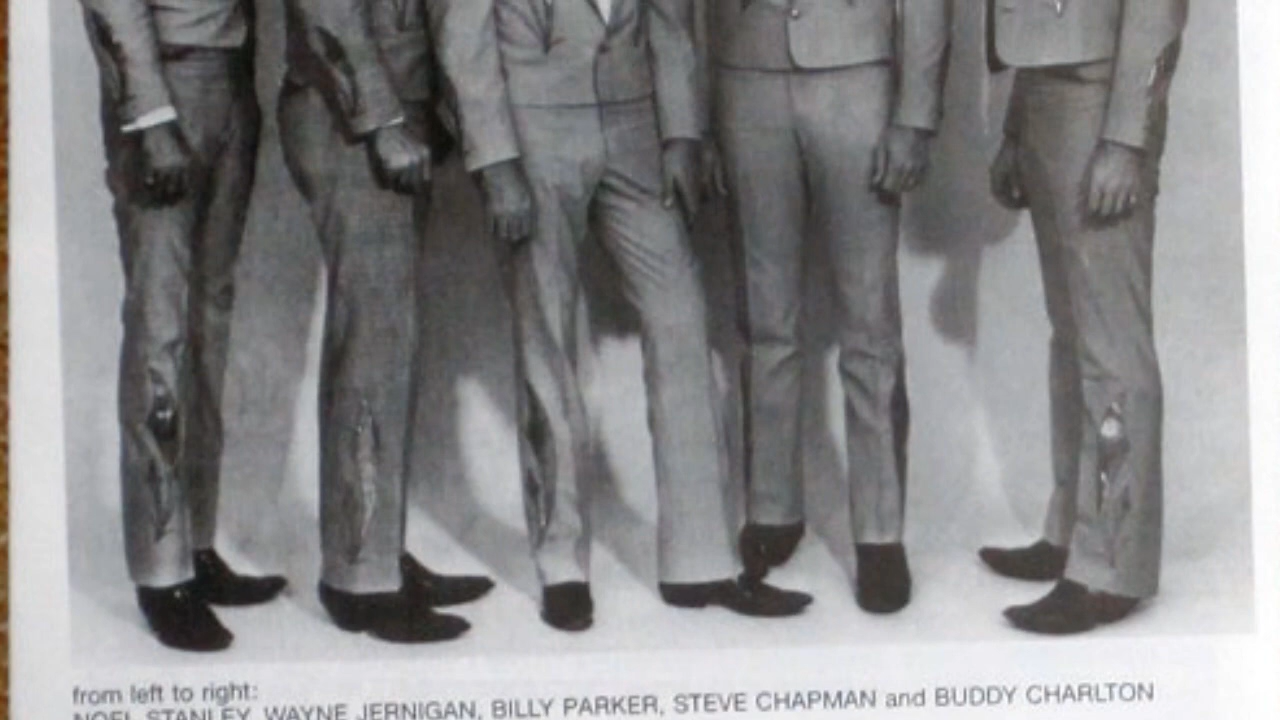 from left to right:
NOEL STANLEY, WAYNE JERNIGAN, BILLY PARKER, STEVE CHAPMAN and BUDDY CHARLTON